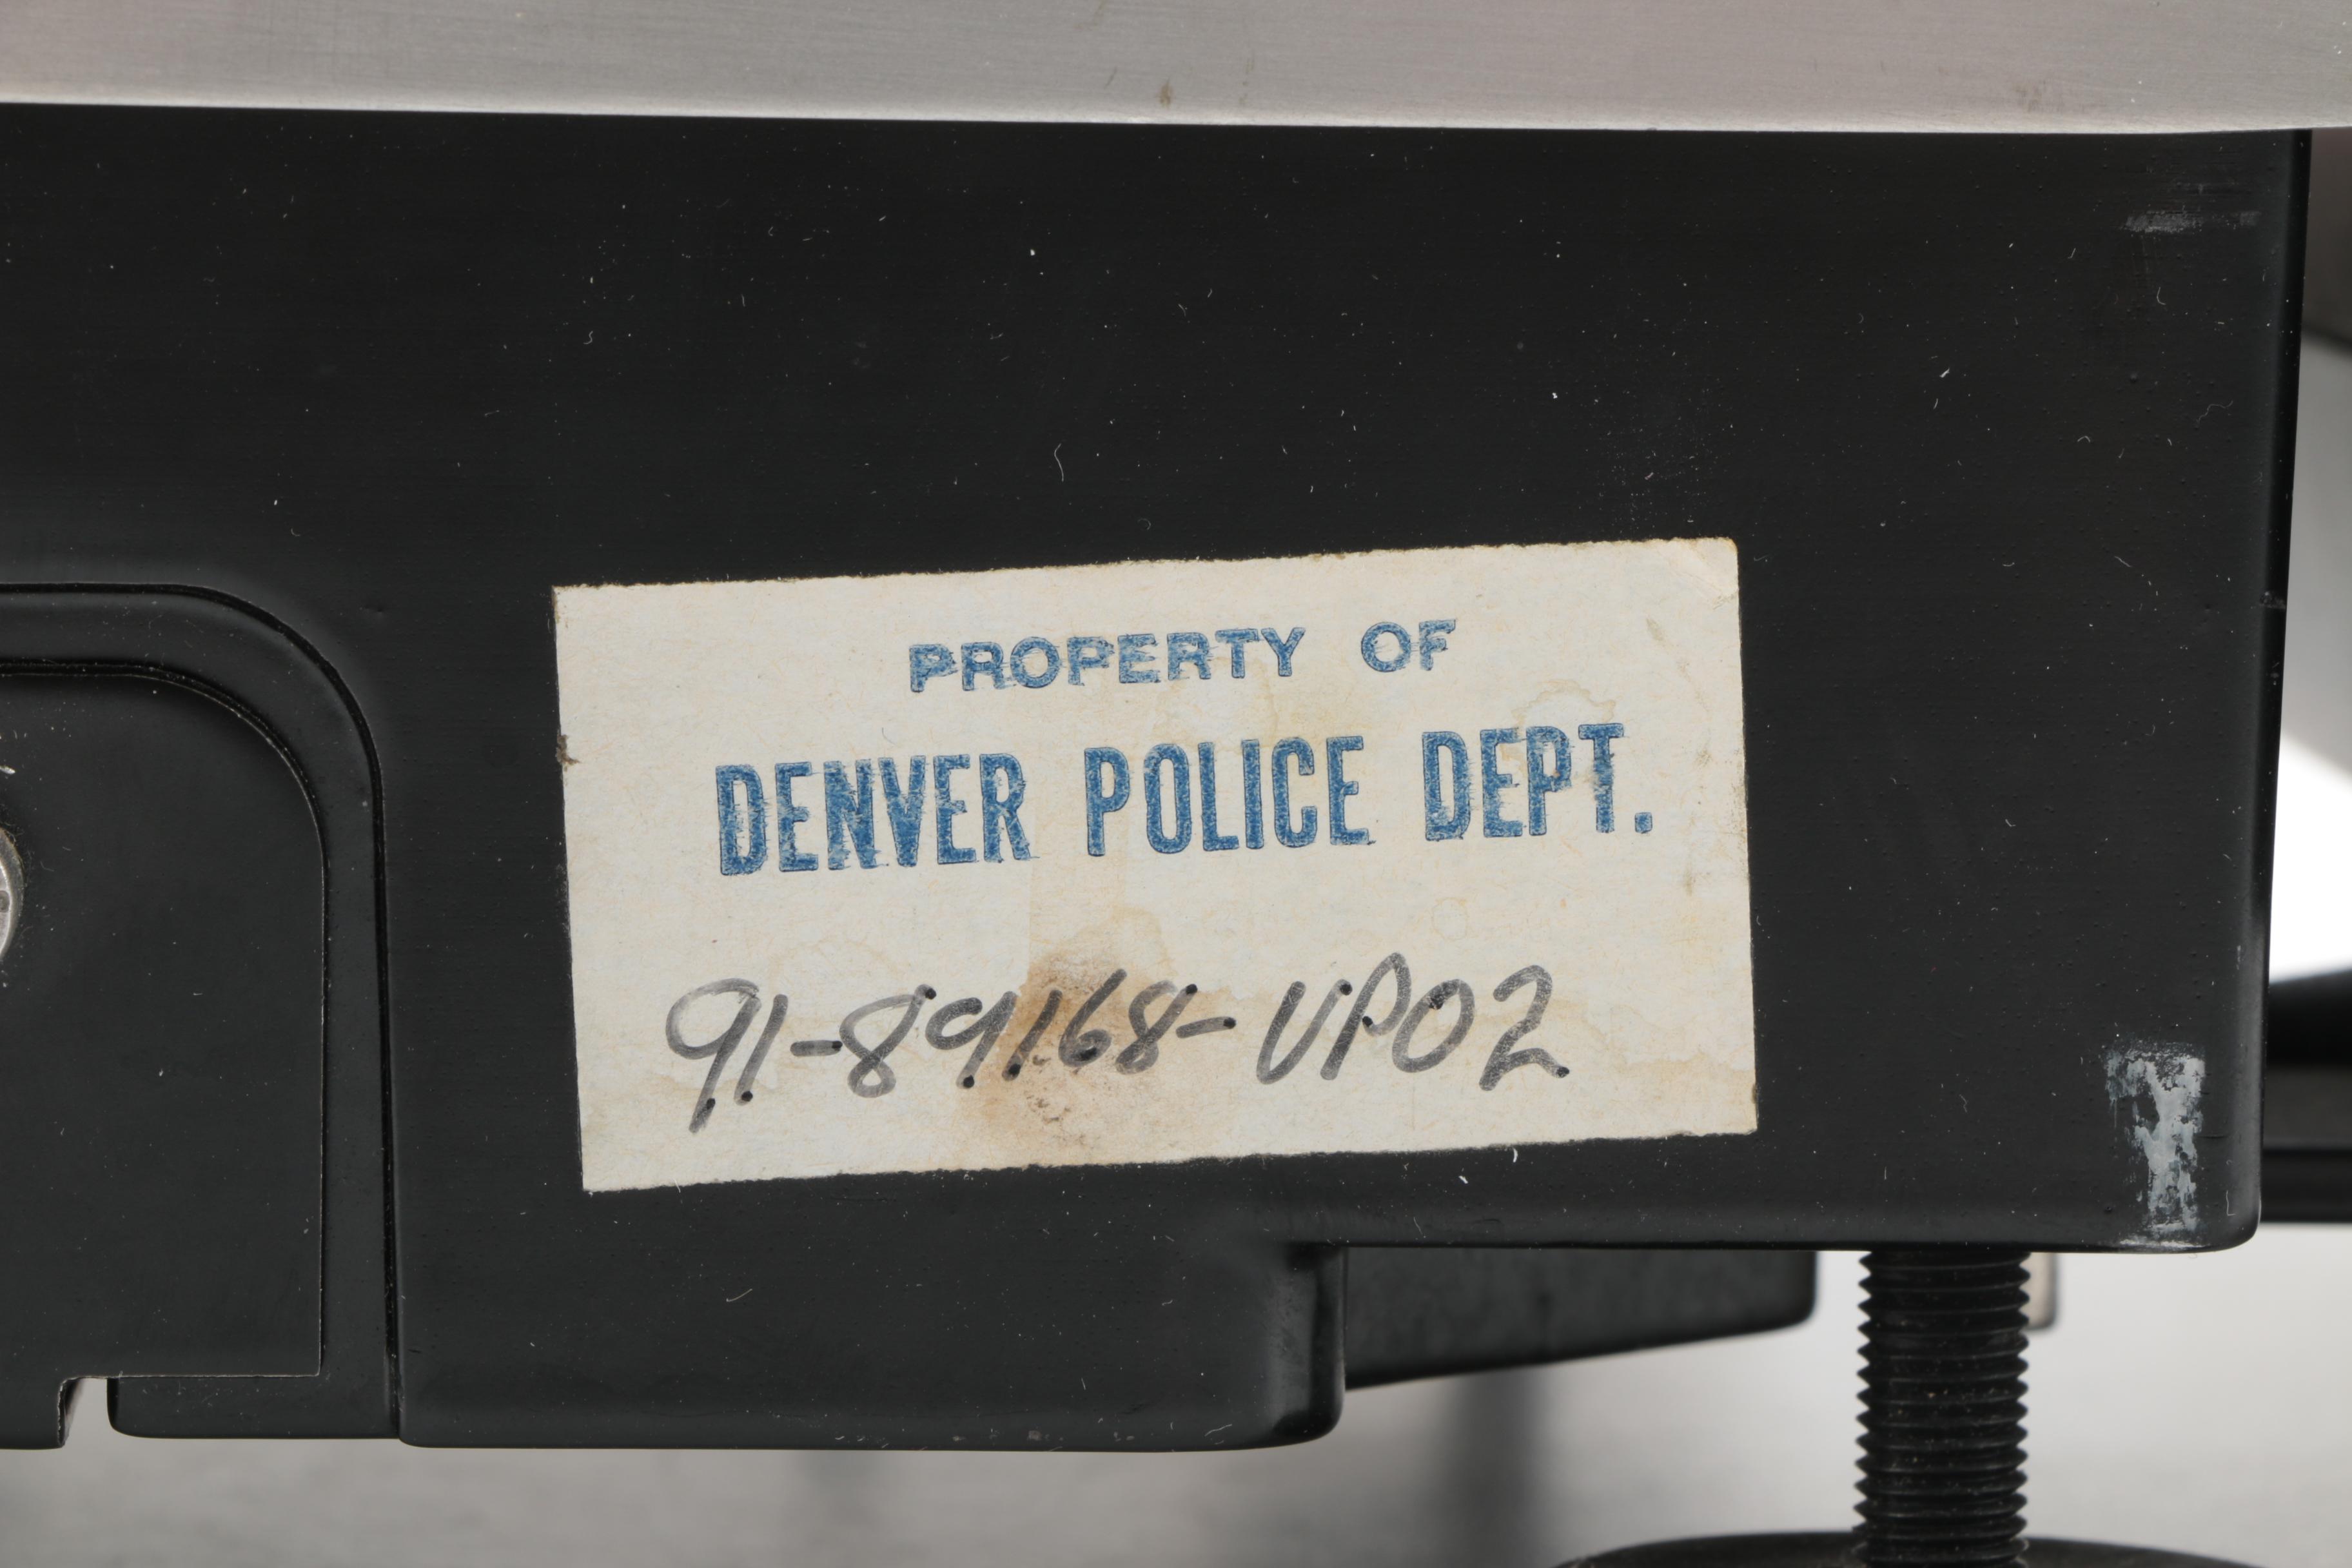 PROPERTY OF
DENVER POLICE DEPT.
91-89168-VP02